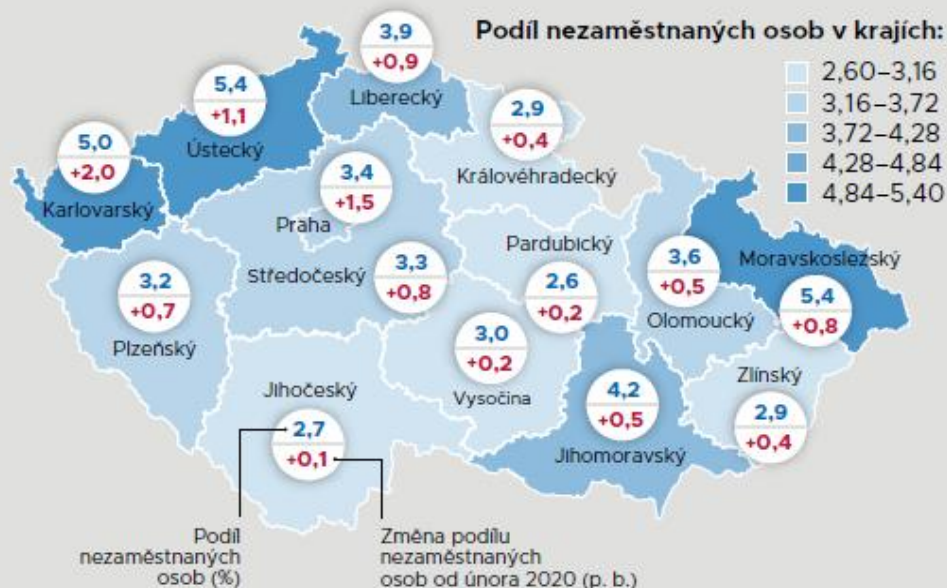 Podíl nezaměstnaných osob v krajích:
2,60–3,16
3,16–3,72
3,72–4,28
4,28–4,84
4,84–5,40
3,9
+0,9
Liberecký
5,4
+1,1
Ústecký
2,9
+0,4
Královéhradecký
5,0
+2,0
Karlovarský
3,4
+1,5
Praha
Pardubický
2,6
+0,2
3,6
+0,5
Olomoucký
Moravskoslezský
5,4
+0,8
3,2
+0,7
Plzeňský
Středočeský
3,3
+0,8
3,0
+0,2
Vysočina
Jihočeský
2,7
+0,1
4,2
+0,5
Jihomoravský
Zlínský
2,9
+0,4
Podíl
nezaměstnaných
osob (%)
Změna podílu
nezaměstnaných
osob od února 2020 (p. b.)